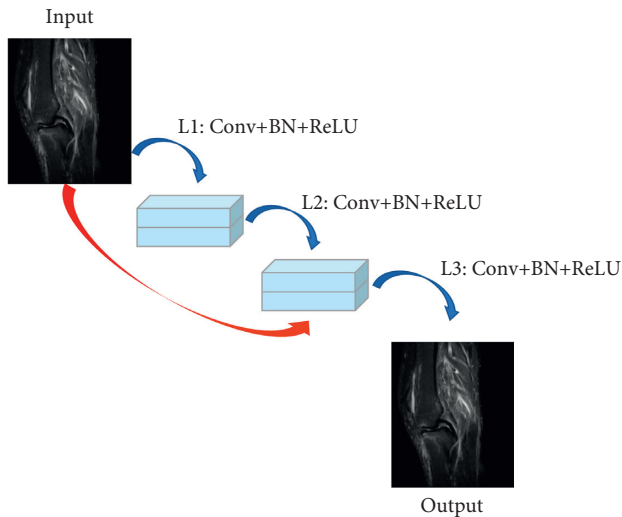 Input
L1: Conv+BN+ReLU
L2: Conv+BN+ReLU
L3: Conv+BN+ReLU
Output